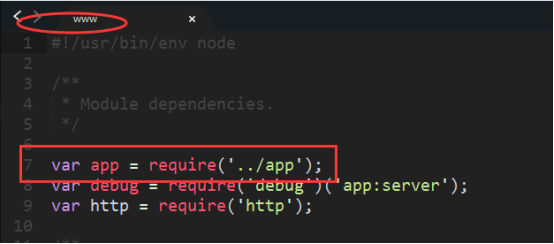 www ×
1 #!/usr/bin/env node
2
3 /**
4 * Module dependencies.
5 */
6
7 var app = require('../app');
8 var debug = require('debug')('app:server');
9 var http = require('http');
10
11 /**